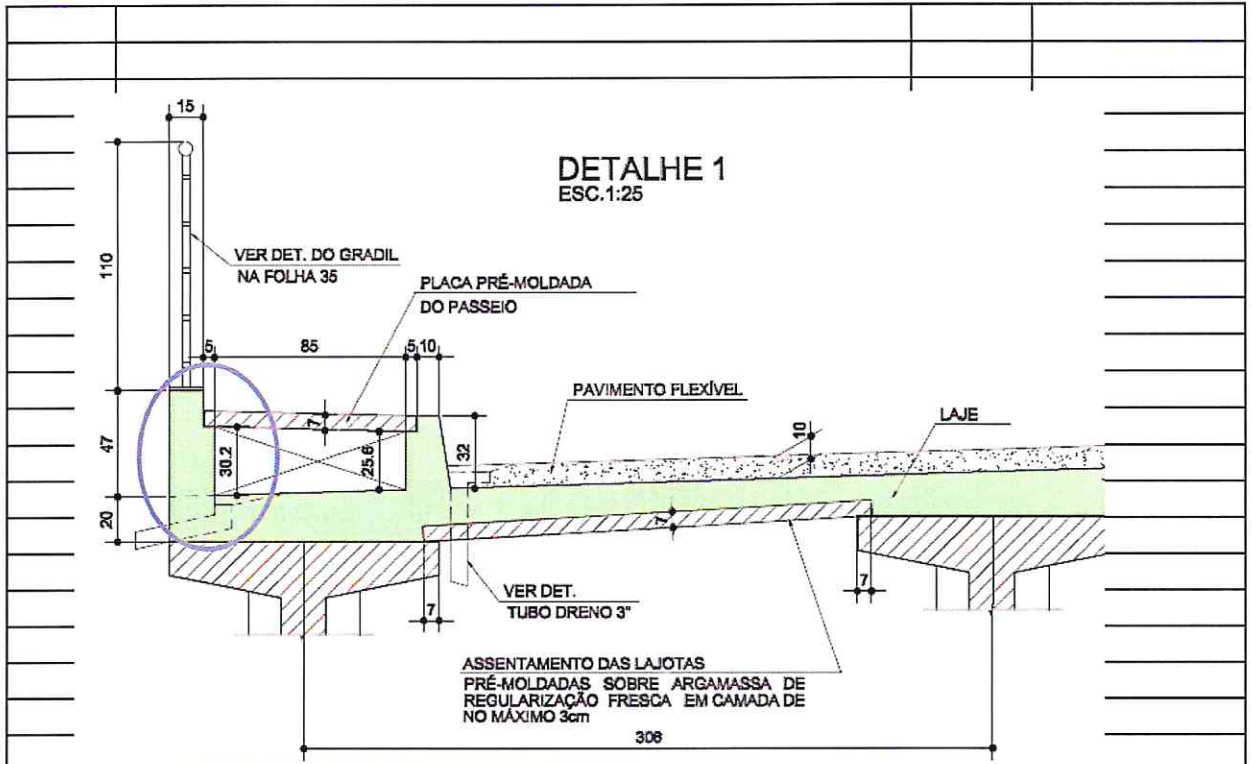 15
DETALHE 1
ESC.1:25
110
VER DET. DO GRADIL
NA FOLHA 35
PLACA PRÉ-MOLDADA
DO PASSEIO
5
85
5
10
PAVIMENTO FLEXÍVEL
LAJE
47
7
30.2
25.6
32
10
20
7
7
7
VER DET.
TUBO DRENO 3"
ASSENTAMENTO DAS LAJOTAS
PRÉ-MOLDADAS SOBRE ARGAMASSA DE
REGULARIZAÇÃO FRESCA EM CAMADA DE
NO MÁXIMO 3cm
306